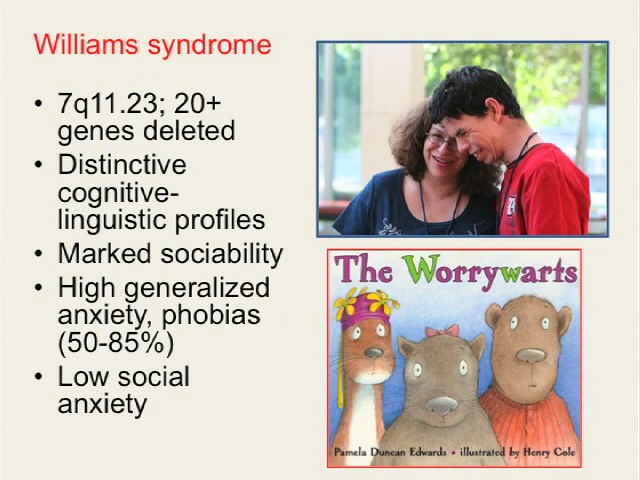 Williams syndrome
• 7q11.23; 20+
genes deleted
• Distinctive
cognitive-
linguistic profiles
• Marked sociability
• High generalized
anxiety, phobias
(50-85%)
• Low social
anxiety
The Worrywarts
Pamela Duncan Edwards • illustrated by Henry Cole